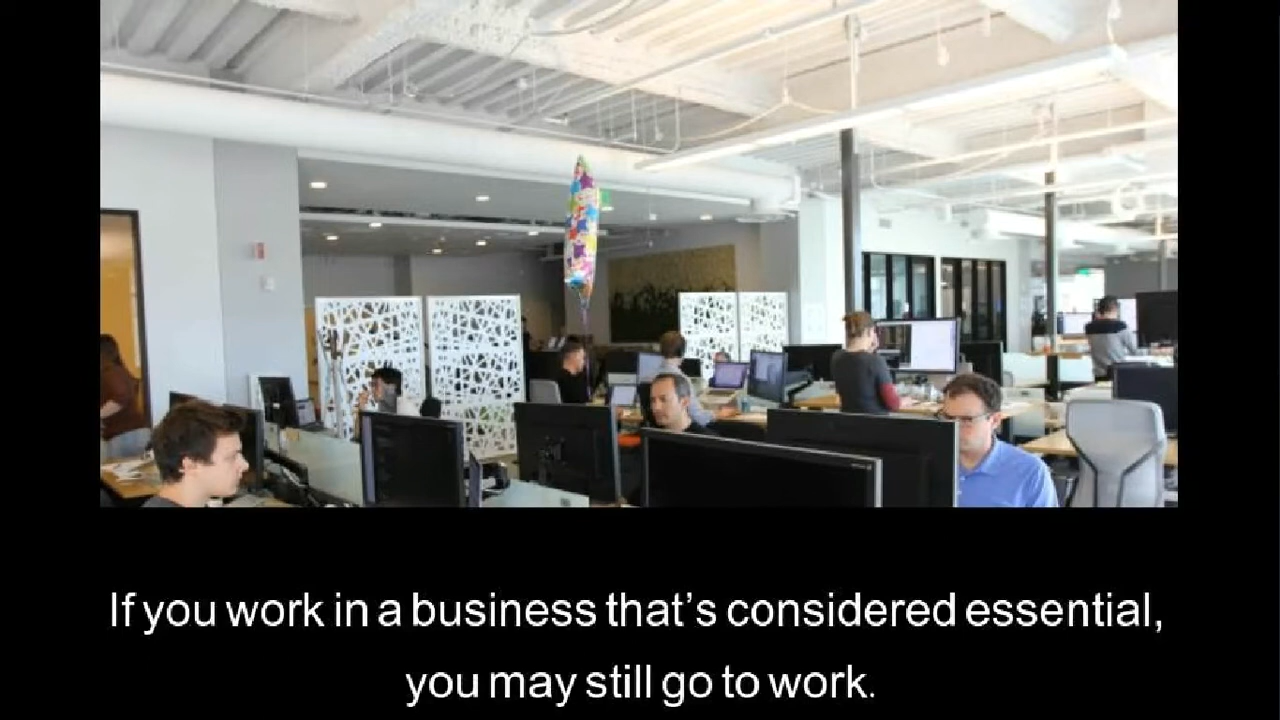 If you work in a business that’s considered essential,
you may still go to work.